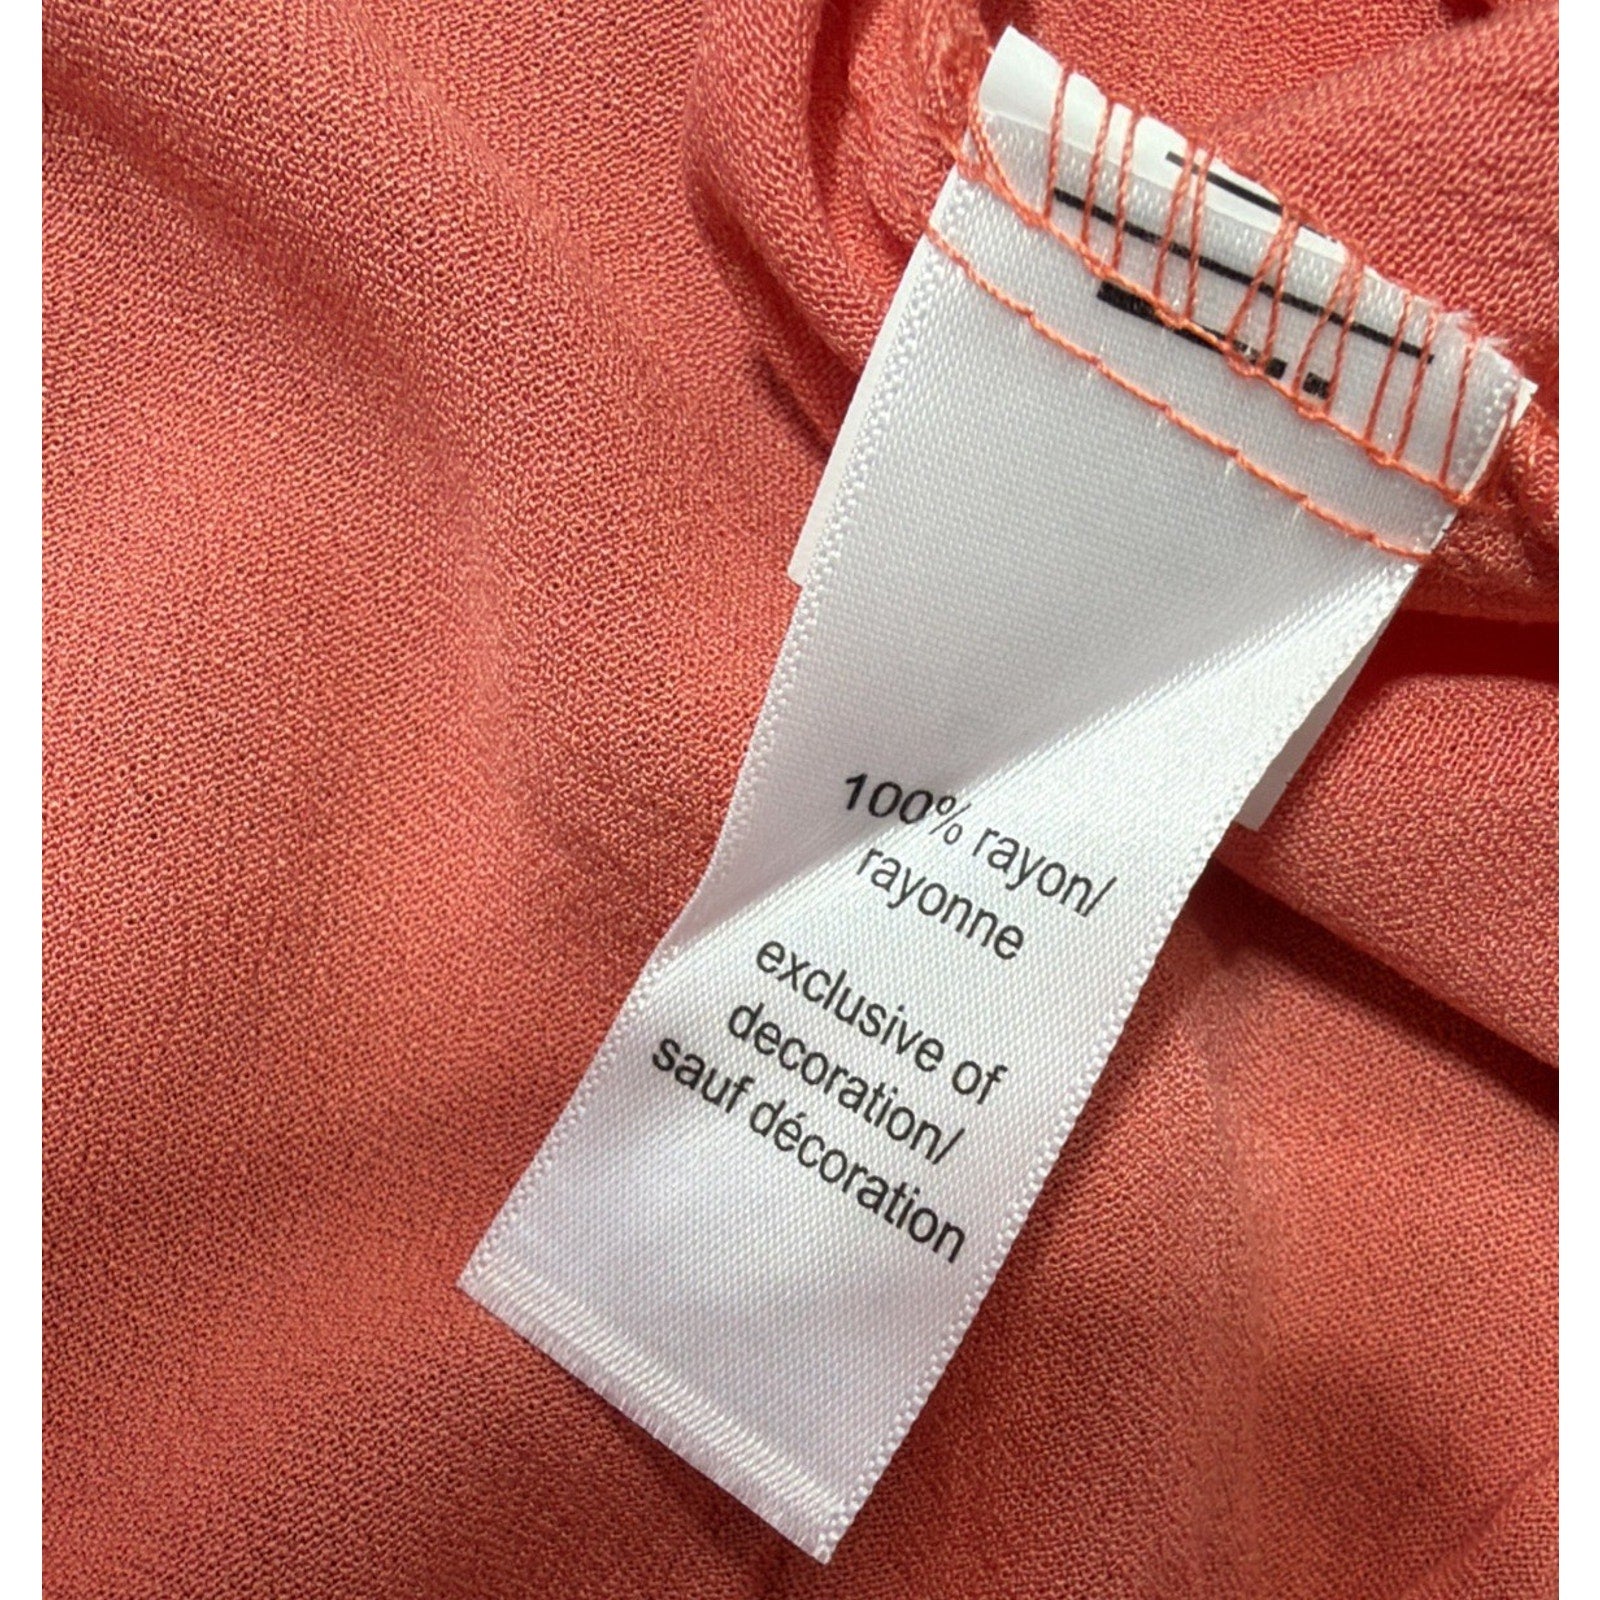 100% rayon/
rayonne
exclusive of
decoration/
sauf décoration